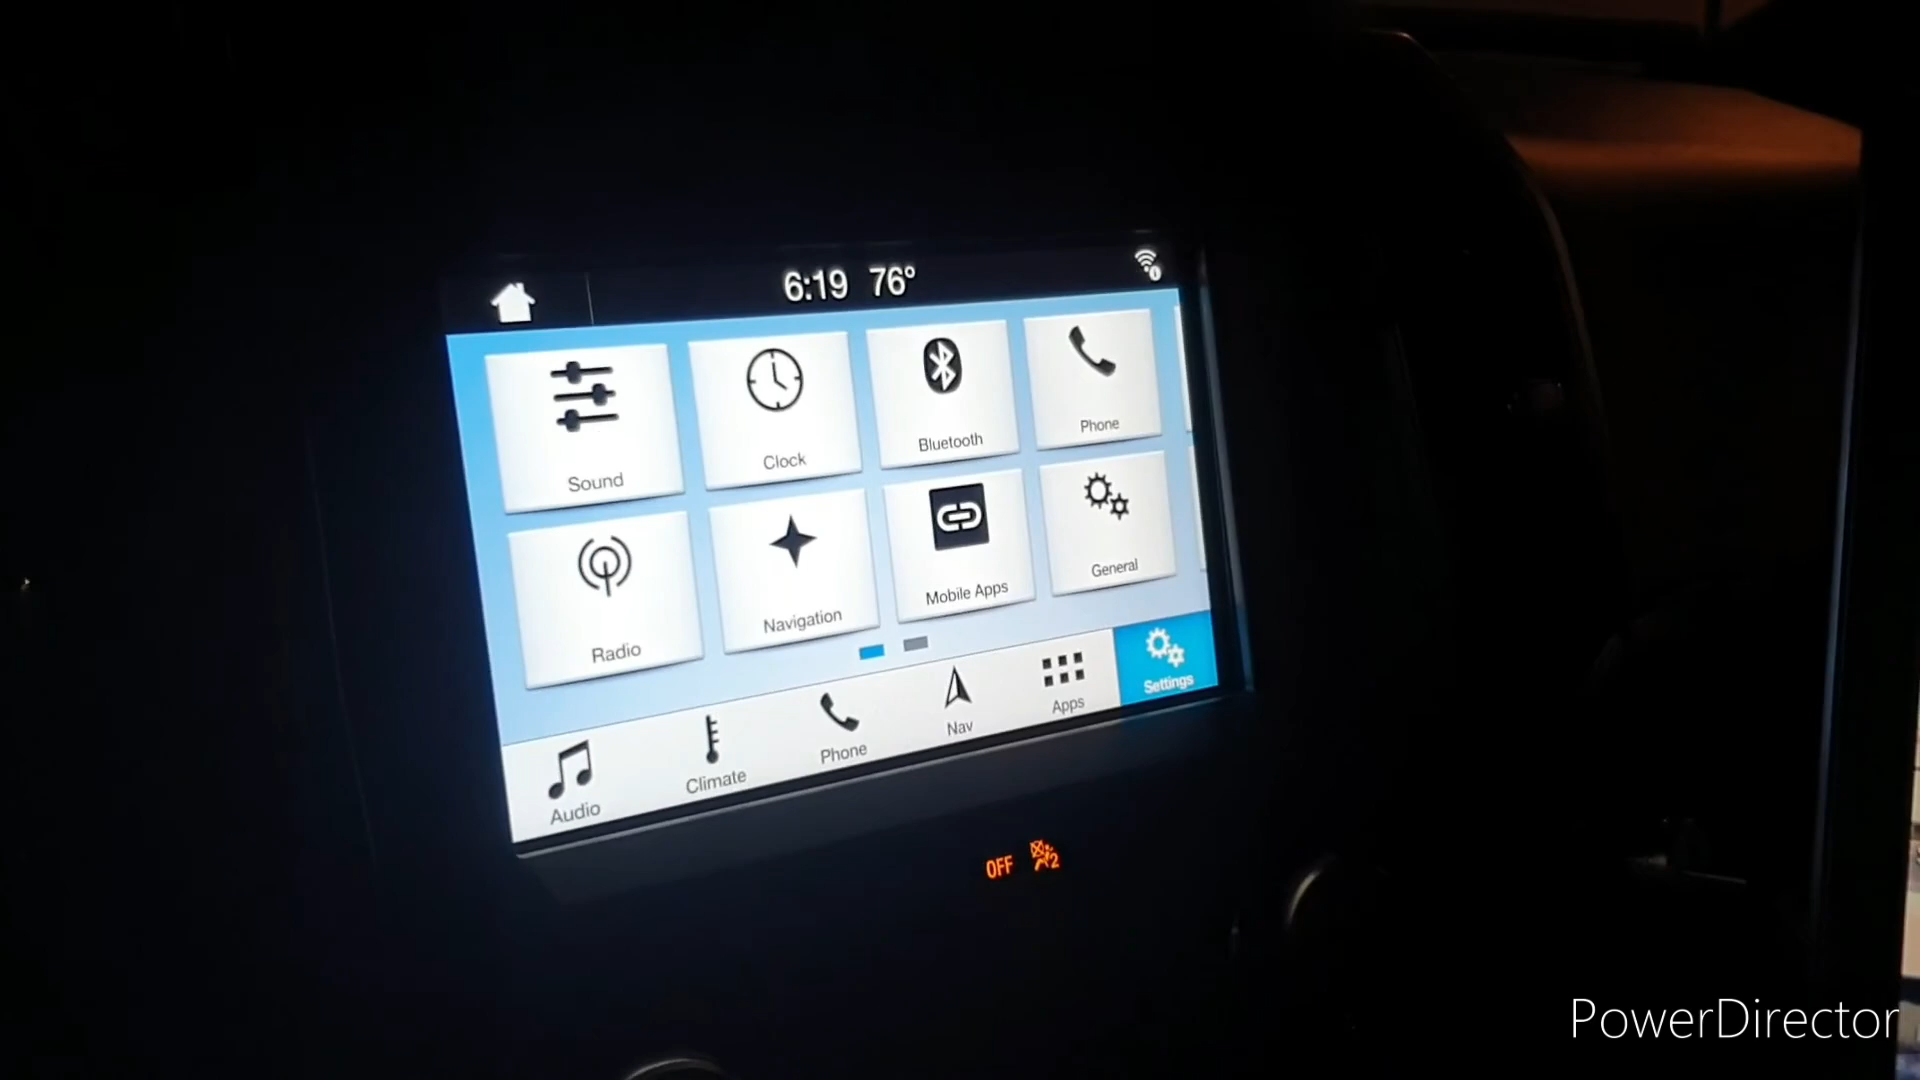 6:19 76°
Sound
Clock
Bluetooth
Phone
Radio
Navigation
Mobile Apps
General
Audio
Climate
Phone
Nav
Apps
Settings
OFF
2
PowerDirector